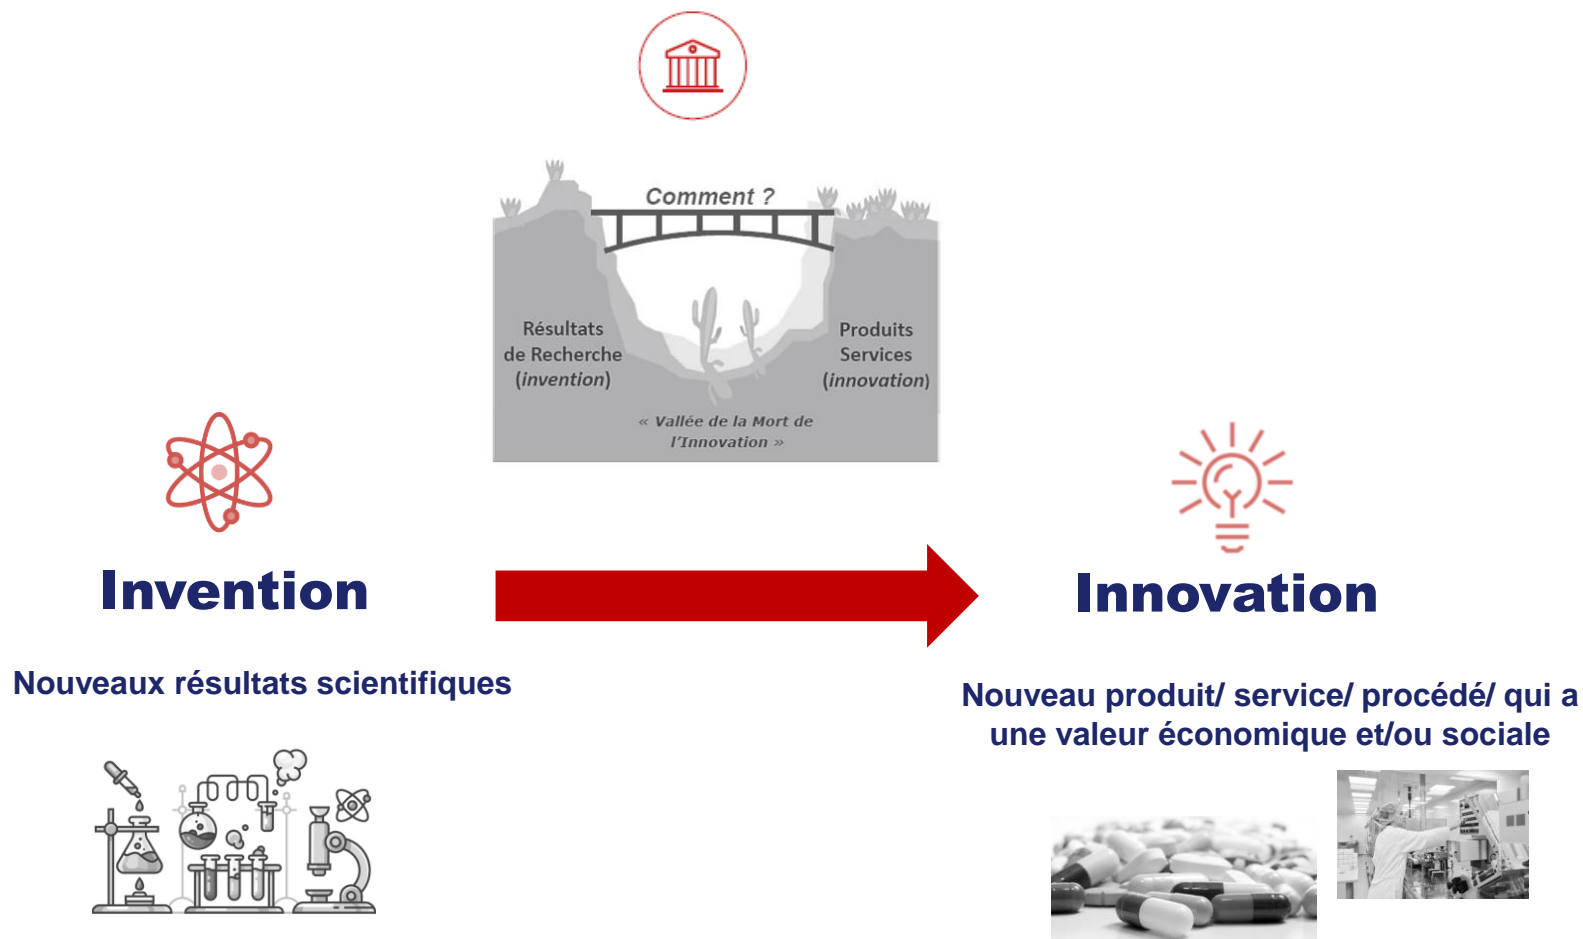 Comment ?
Résultats
de Recherche
(invention)
Produits
Services
(innovation)
« Vallée de la Mort de
l'Innovation »
Invention
Innovation
Nouveaux résultats scientifiques
Nouveau produit/ service/ procédé/ qui a
une valeur économique et/ou sociale